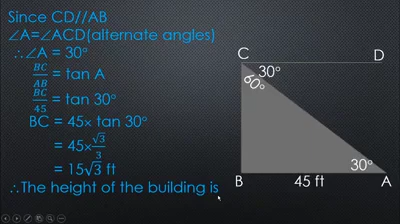 Since CD//AB
∠A=∠ACD(alternate angles)
∴∠A = 30°
BC/AB = tan A
BC/45 = tan 30°
BC = 45× tan 30°
= 45×√3/3
= 15√3 ft
∴The height of the building is
C D
30°
60°
30°
B 45 ft A